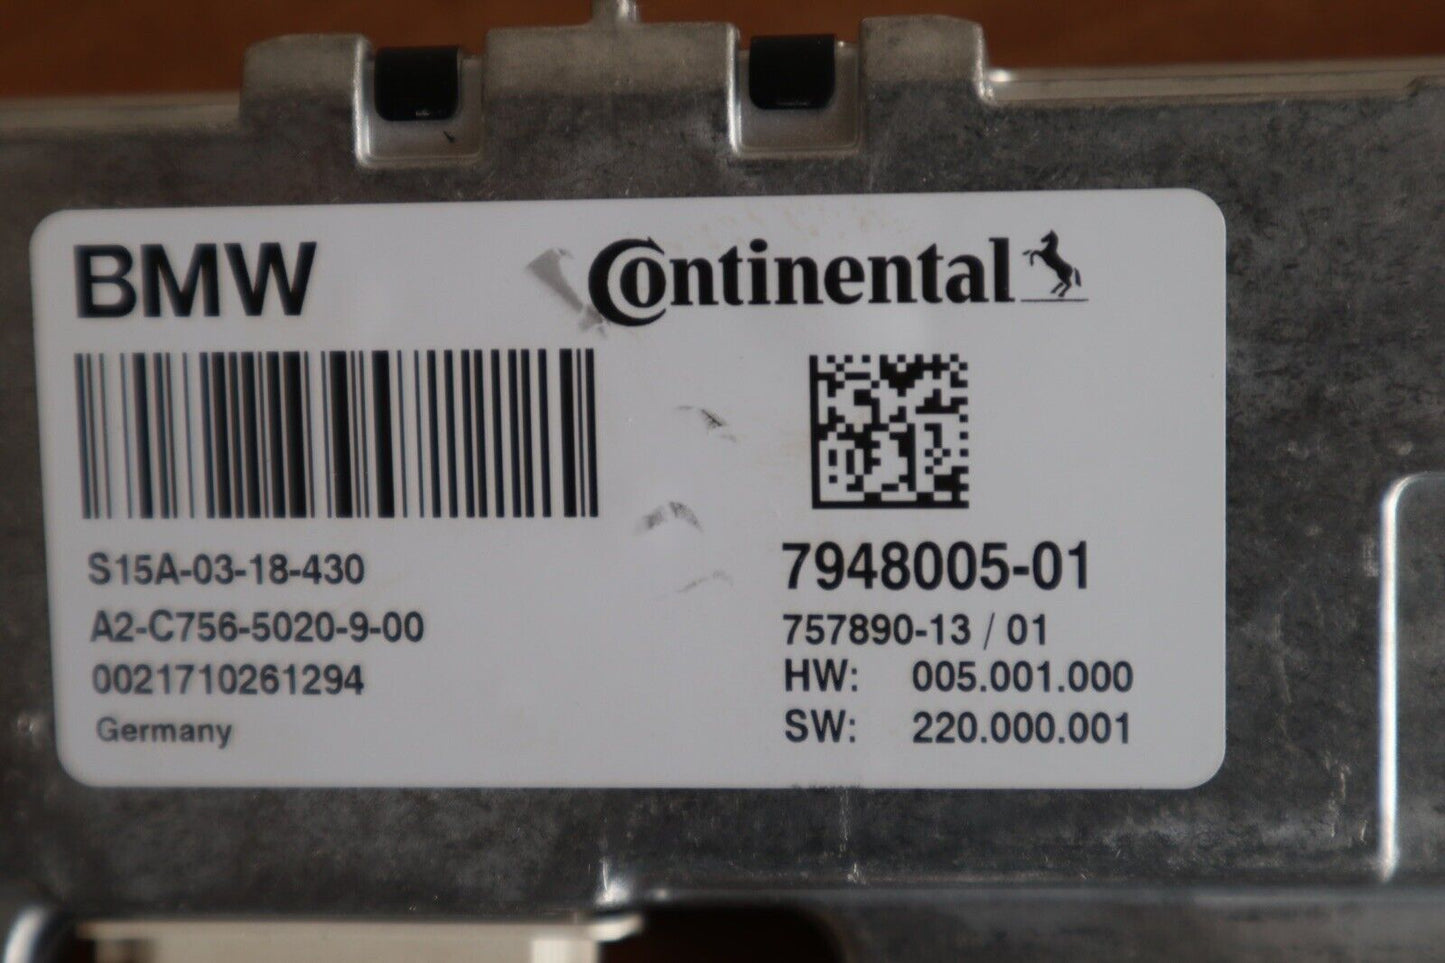 BMW
Continental
S15A-03-18-430
A2-C756-5020-9-00
0021710261294
Germany
7948005-01
757890-13 / 01
HW: 005.001.000
SW: 220.000.001